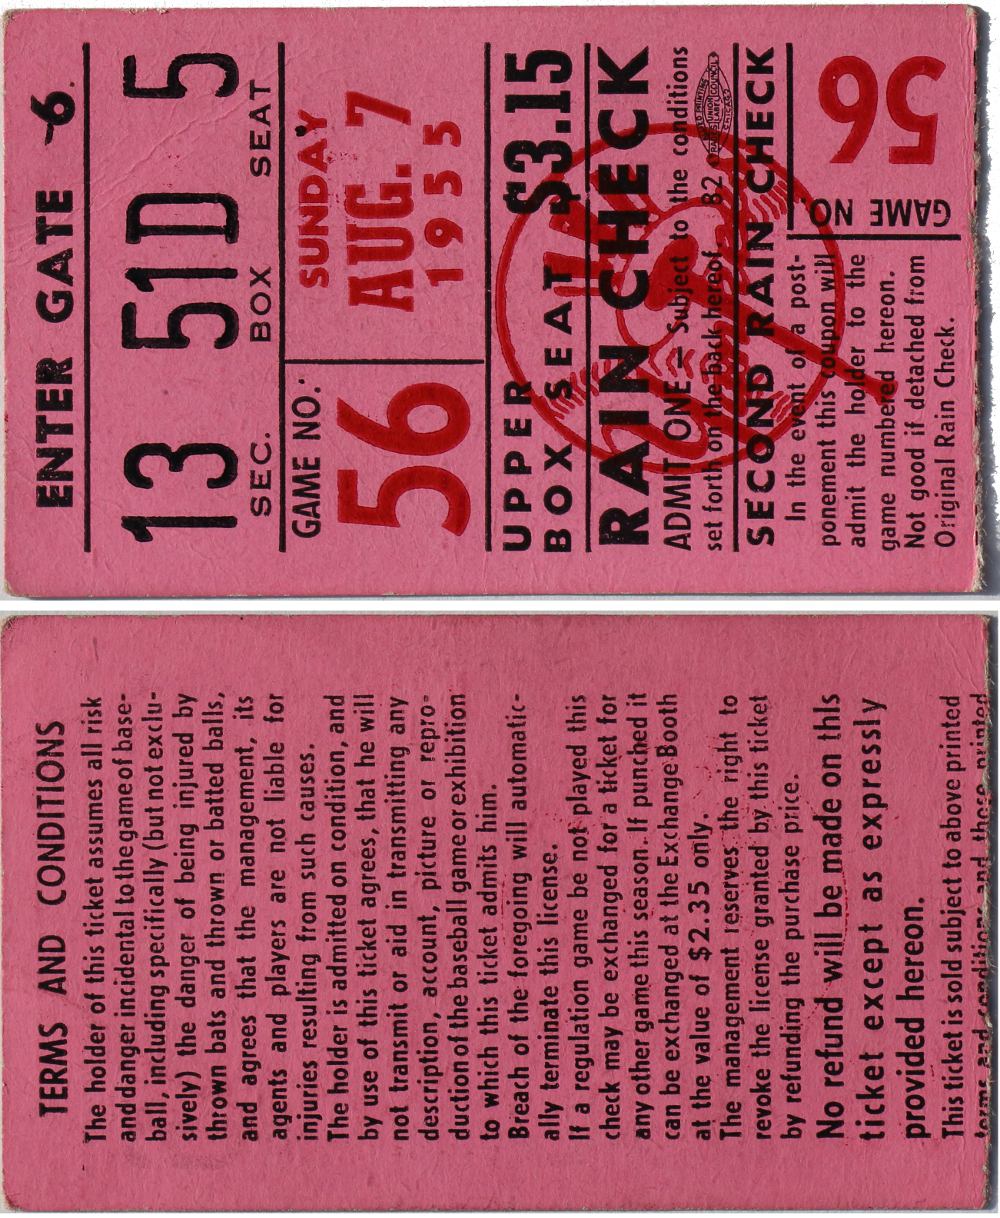 ENTER GATE 6
13 51D 5
SEC. BOX SEAT
GAME NO:
56
SUNDAY
AUG. 7
1955
UPPER
BOX SEAT $3.15
RAIN CHECK
ADMIT ONE — Subject to the conditions
set forth on the back hereof. 82
UNION
LABEL COUNCIL
CHICAGO
SECOND RAIN CHECK
In the event of a post-
ponement this coupon will
admit the holder to the
game numbered hereon.
Not good if detached from
Original Rain Check.
GAME NO.
56
TERMS AND CONDITIONS
The holder of this ticket assumes all risk
and danger incidental to the game of base-
ball, including specifically (but not exclu-
sively) the danger of being injured by
thrown bats and thrown or batted balls,
and agrees that the management, its
agents and players are not liable for
injuries resulting from such causes.
The holder is admitted on condition, and
by use of this ticket agrees, that he will
not transmit or aid in transmitting any
description, account, picture or repro-
duction of the baseball game or exhibition
to which this ticket admits him.
Breach of the foregoing will automatic-
ally terminate this license.
If a regulation game be not played this
check may be exchanged for a ticket for
any other game this season. If punched it
can be exchanged at the Exchange Booth
at the value of $2.35 only.
The management reserves the right to
revoke the license granted by this ticket
by refunding the purchase price.
No refund will be made on this
ticket except as expressly
provided hereon.
This ticket is sold subject to above printed
terms and conditions and those printed